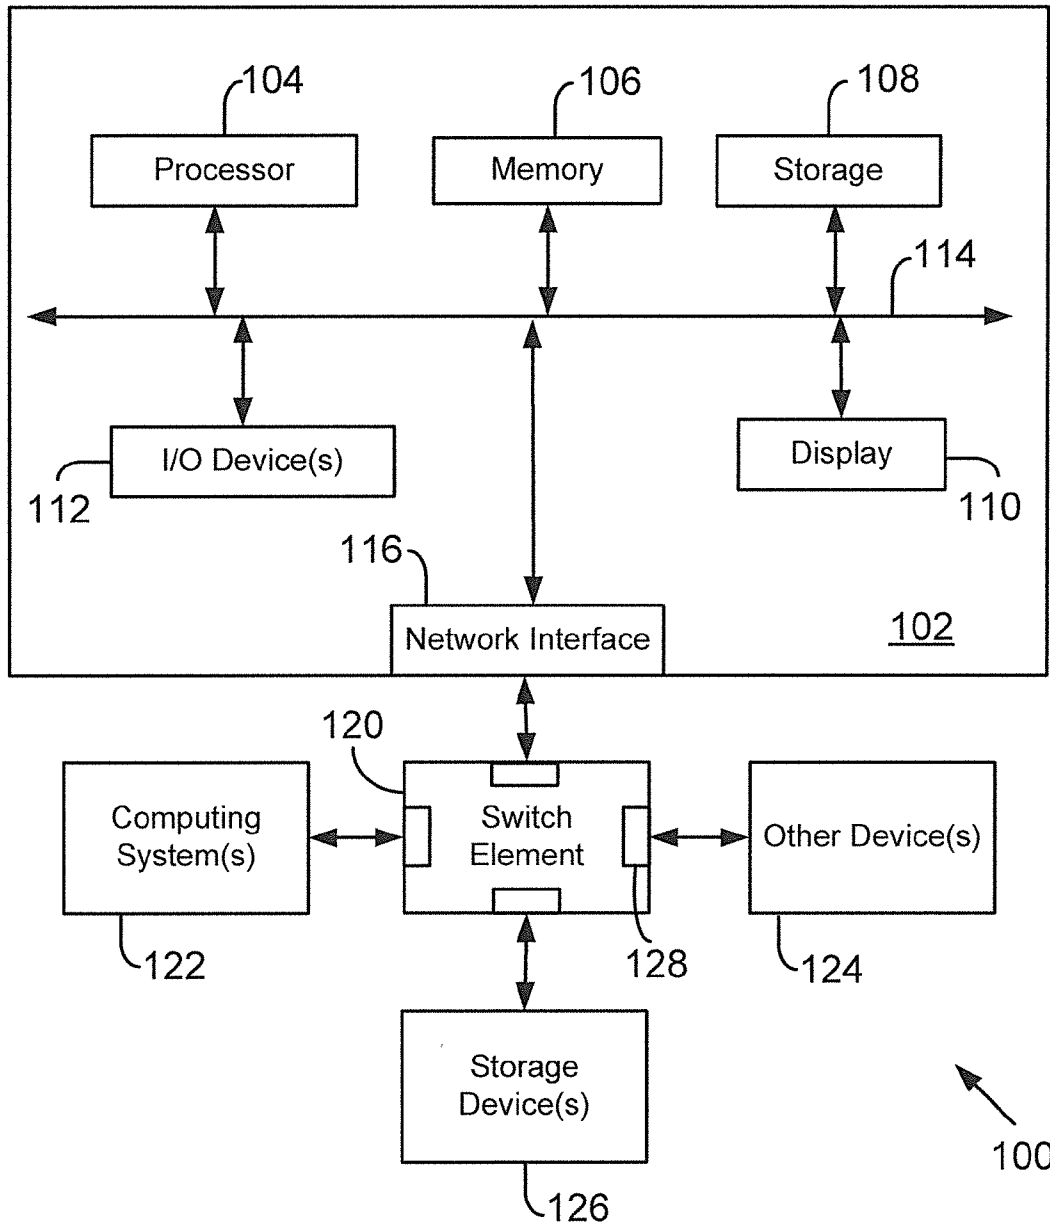 104
106
108
Processor
Memory
Storage
114
I/O Device(s)
Display
112
110
116
Network Interface
102
120
Computing
System(s)
Switch
Element
Other Device(s)
122
128
124
Storage
Device(s)
100
126